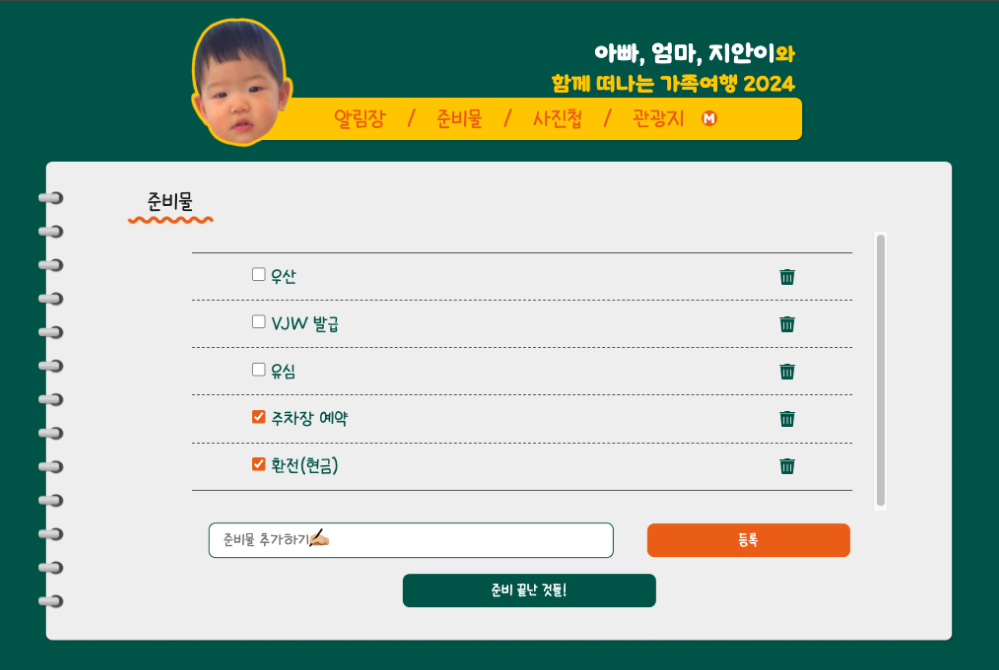 아빠, 엄마, 지안이와
함께 떠나는 가족여행 2024
알림장 / 준비물 / 사진첩 / 관광지 M
준비물
우산
VJW 발급
유심
주차장 예약
환전(현금)
준비물 추가하기✍🏼
등록
준비 끝난 것들!